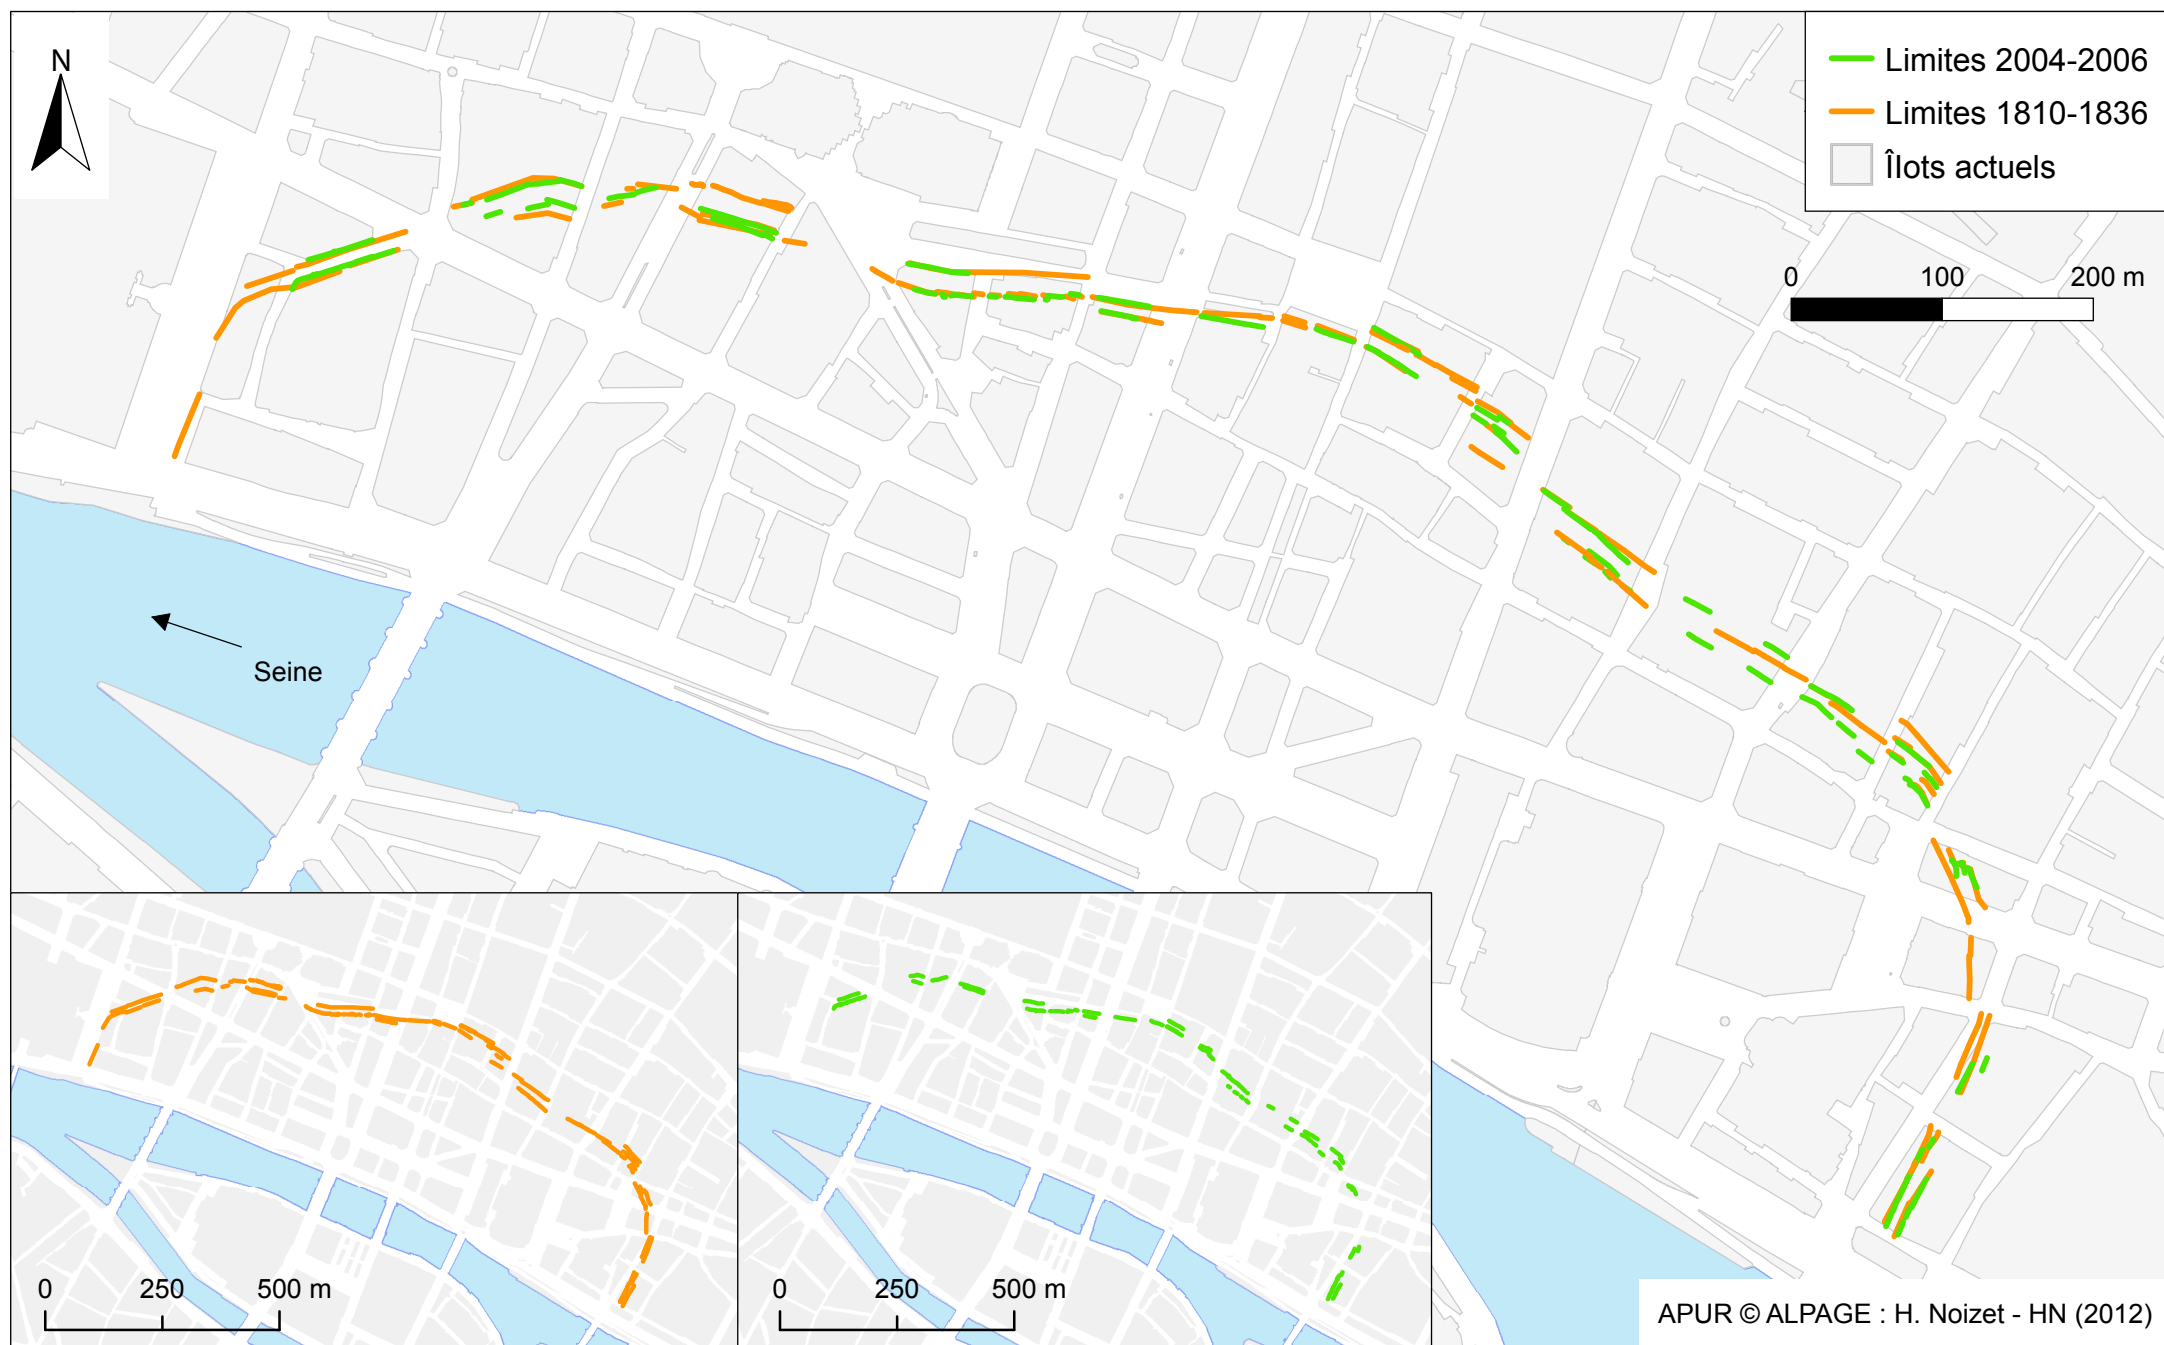 N
Limites 2004-2006
Limites 1810-1836
Îlots actuels
0 100 200 m
Seine
0 250 500 m
0 250 500 m
APUR © ALPAGE : H. Noizet - HN (2012)